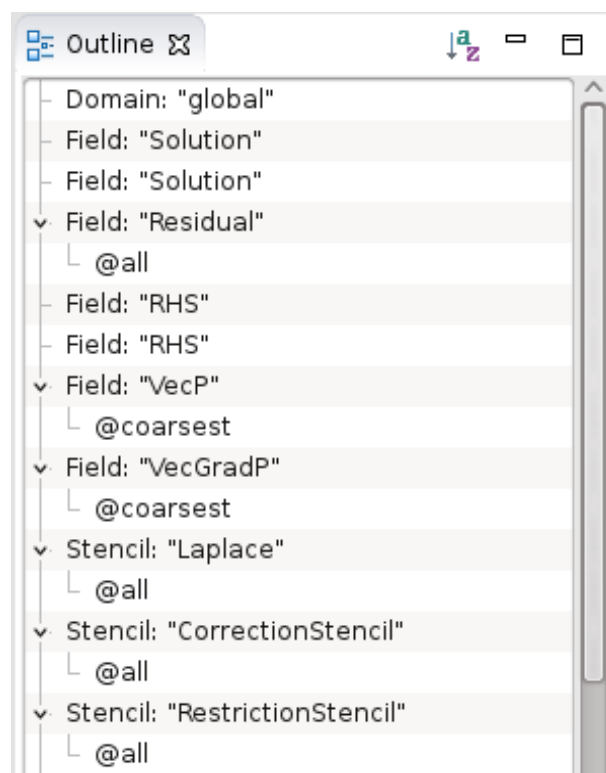 Outline
a
z
Domain: "global"
Field: "Solution"
Field: "Solution"
Field: "Residual"
@all
Field: "RHS"
Field: "RHS"
Field: "VecP"
@coarsest
Field: "VecGradP"
@coarsest
Stencil: "Laplace"
@all
Stencil: "CorrectionStencil"
@all
Stencil: "RestrictionStencil"
@all